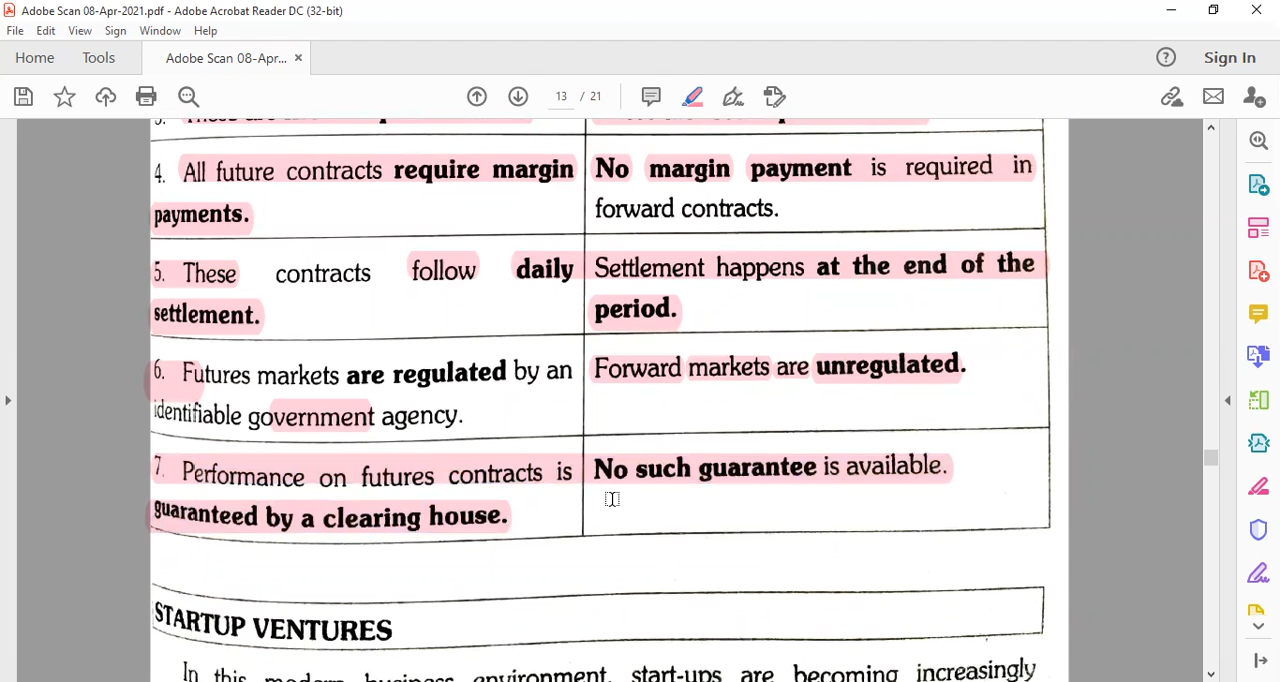 Adobe Scan 08-Apr-2021.pdf - Adobe Acrobat Reader DC (32-bit)
File Edit View Sign Window Help
Home Tools Adobe Scan 08-Apr... × Sign In
13 / 21
4. All future contracts require margin payments.
No margin payment is required in forward contracts.
5. These contracts follow daily settlement.
Settlement happens at the end of the period.
6. Futures markets are regulated by an identifiable government agency.
Forward markets are unregulated.
7. Performance on futures contracts is guaranteed by a clearing house.
No such guarantee is available.
STARTUP VENTURES
In this modern business environment, start-ups are becoming increasingly